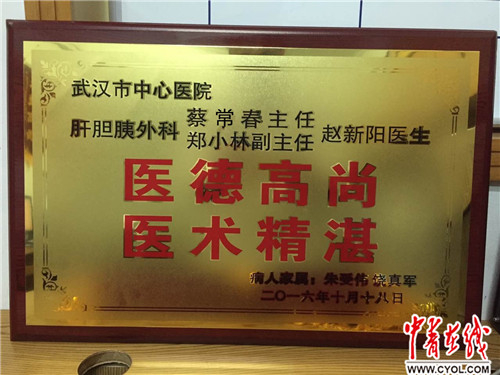 武汉市中心医院
肝胆胰外科 蔡常春主任 赵新阳医生
郑小林副主任
医德高尚
医术精湛
病人家属：朱爱伟 饶真军
二〇一六年十月十八日
中青在线
WWW.CYOL.COM